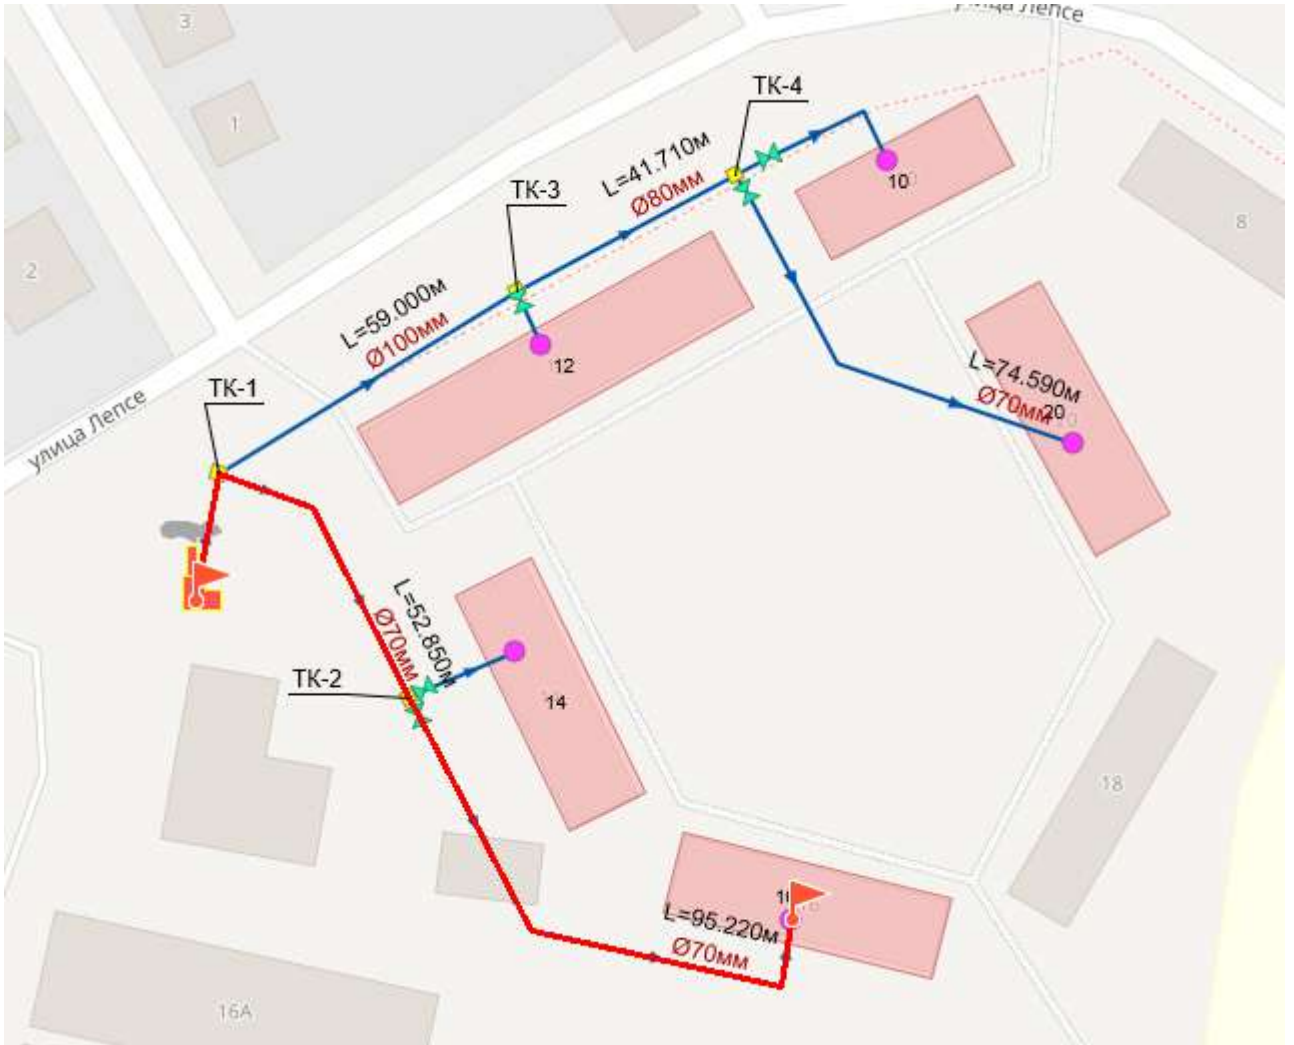 3
улица Лепсе
1
ТК-4
L=41.710м
Ø80мм
10
8
ТК-3
2
L=59.000м
Ø100мм
12
L=74.590м
Ø70мм
20
ТК-1
улица Лепсе
L=52.850м
Ø70мм
ТК-2
14
18
L=95.220м
Ø70мм
16А